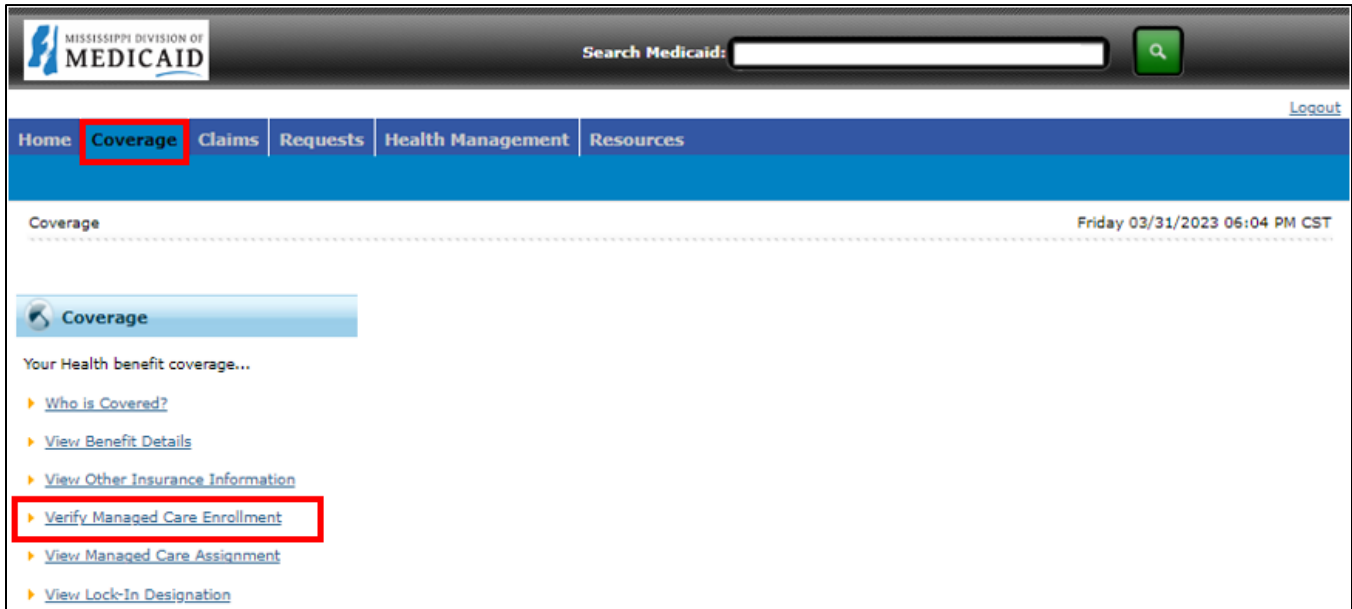 MISSISSIPPI DIVISION OF
MEDICAID
Search Medicaid:
Logout
Home Coverage Claims Requests Health Management Resources
Coverage Friday 03/31/2023 06:04 PM CST
Coverage
Your Health benefit coverage...
Who is Covered?
View Benefit Details
View Other Insurance Information
Verify Managed Care Enrollment
View Managed Care Assignment
View Lock-In Designation